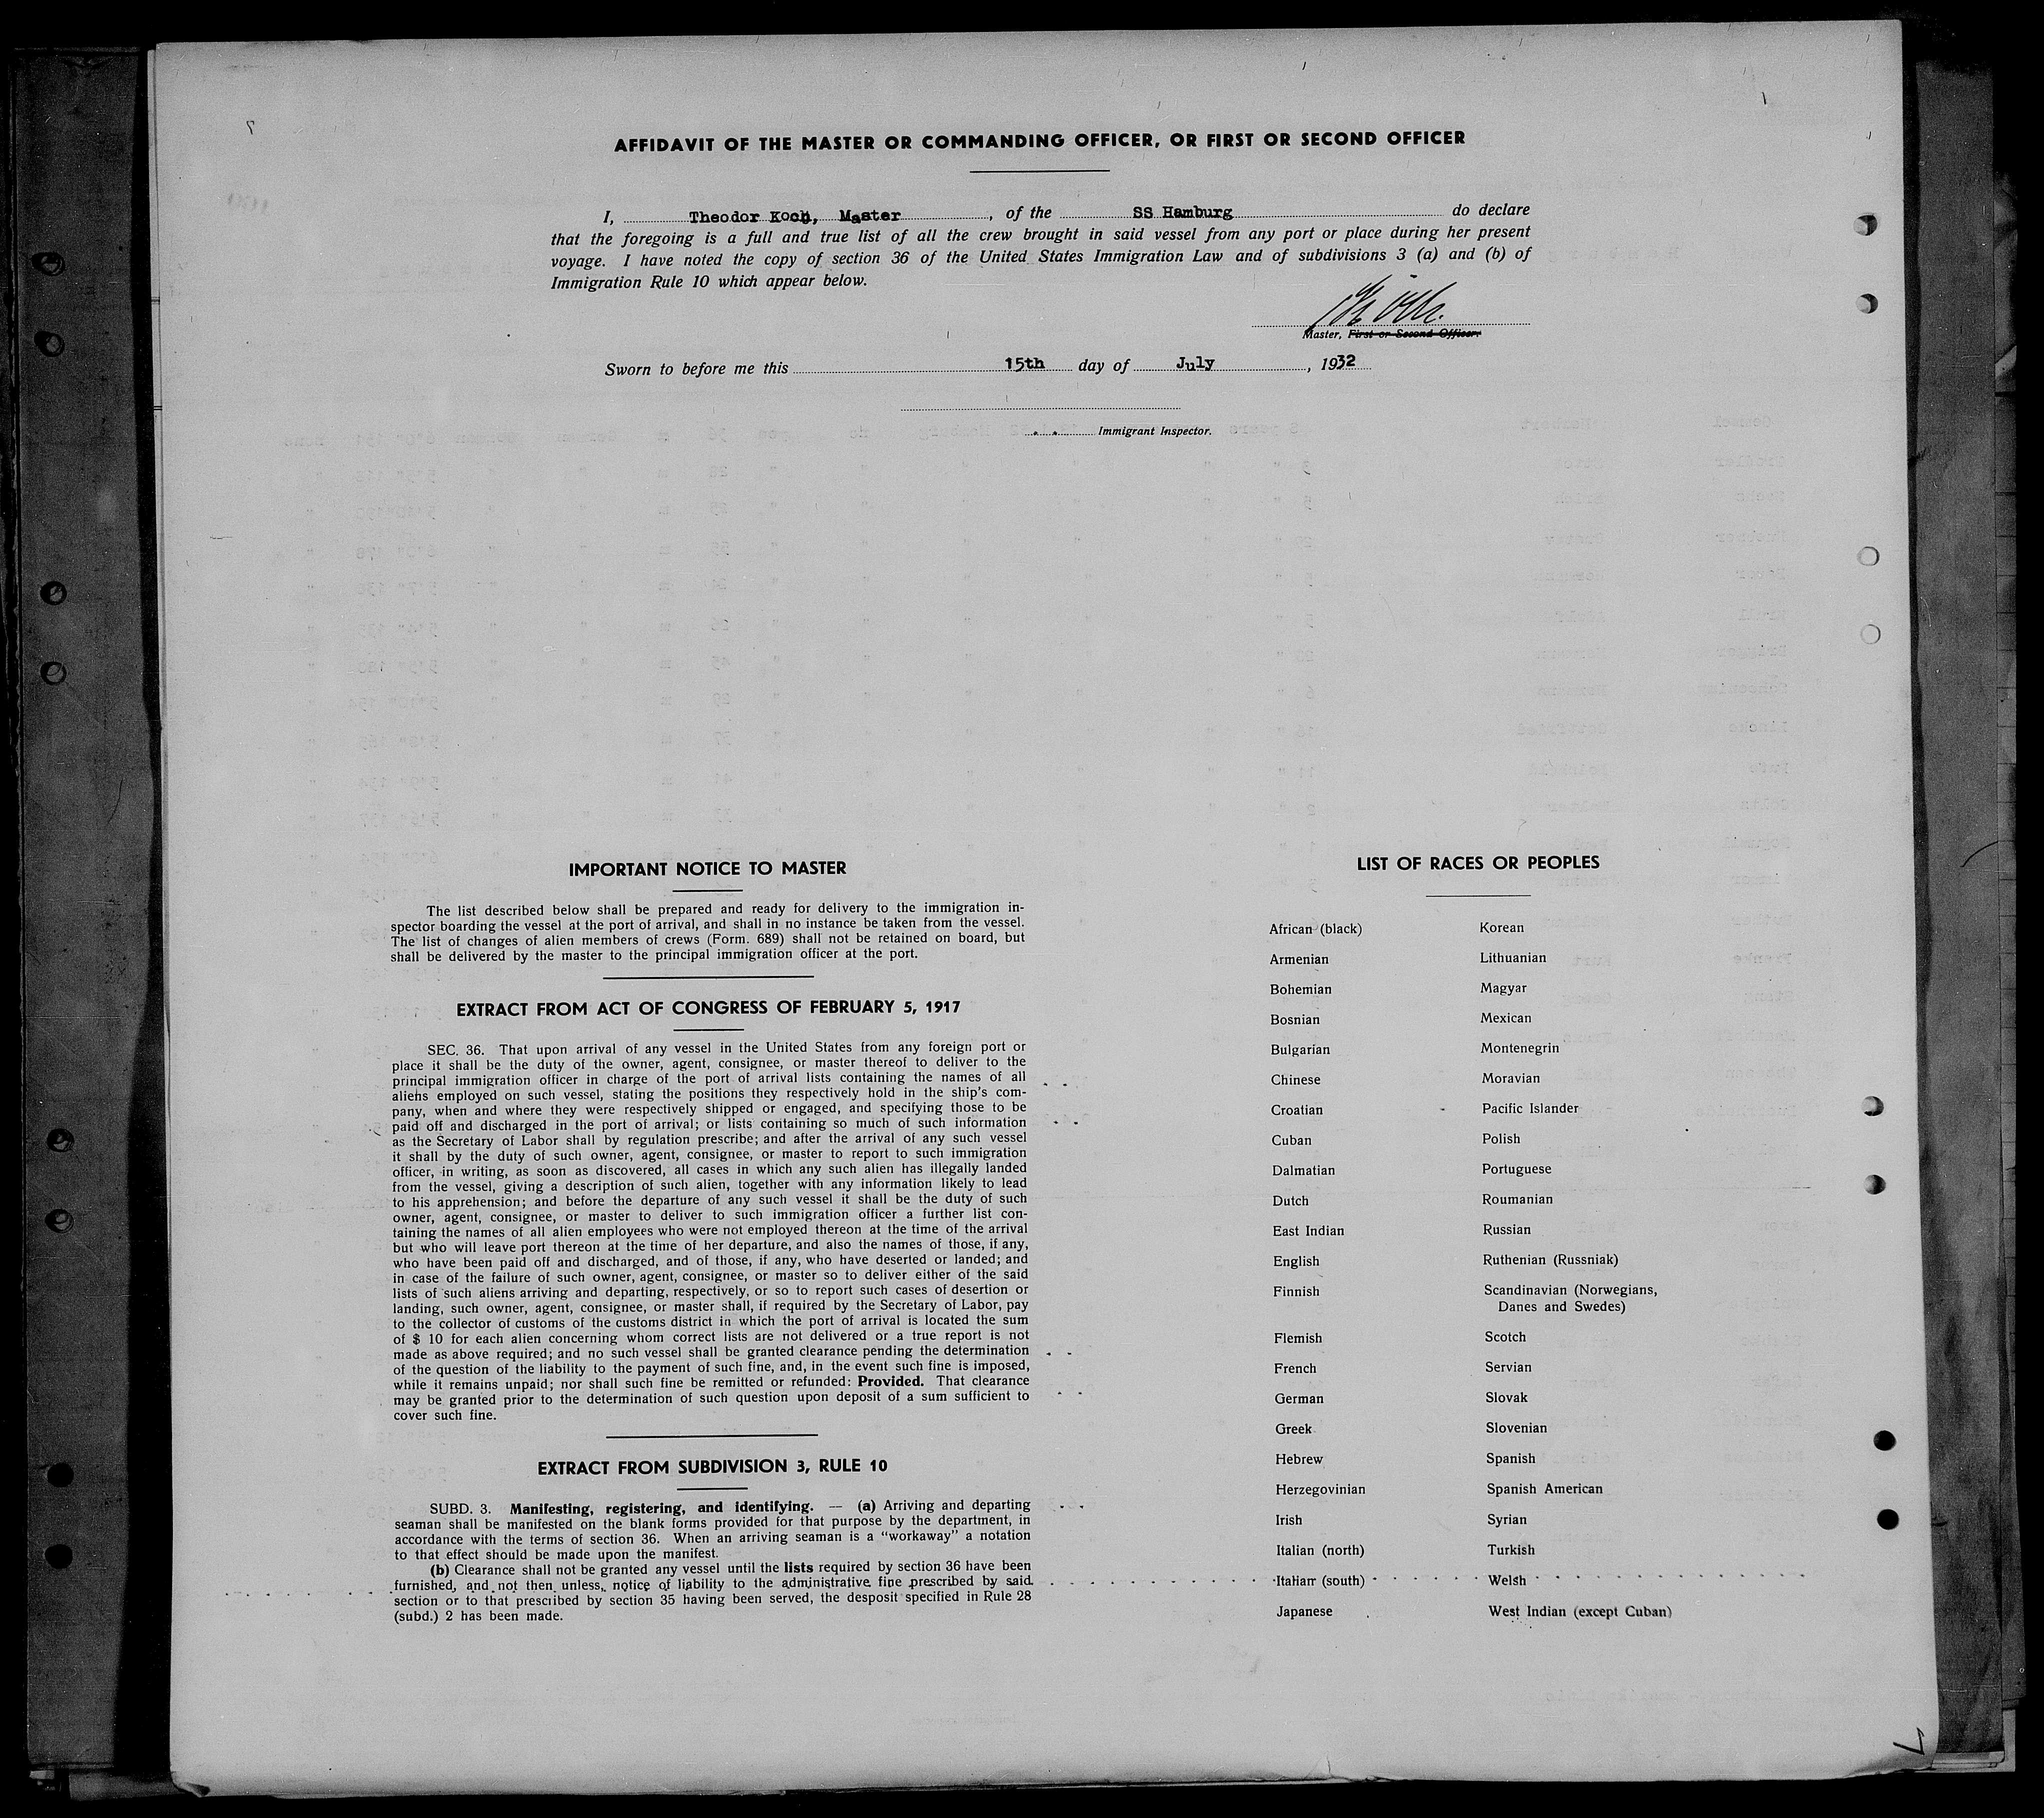 AFFIDAVIT OF THE MASTER OR COMMANDING OFFICER, OR FIRST OR SECOND OFFICER
I, Theodor Koch, Master, of the SS Hamburg do declare
that the foregoing is a full and true list of all the crew brought in said vessel from any port or place during her present
voyage. I have noted the copy of section 36 of the United States Immigration Law and of subdivisions 3 (a) and (b) of
Immigration Rule 10 which appear below.
Master, First or Second Officer.
Sworn to before me this 15th day of July, 1932
Immigrant Inspector.
IMPORTANT NOTICE TO MASTER
The list described below shall be prepared and ready for delivery to the immigration in-
spector boarding the vessel at the port of arrival, and shall in no instance be taken from the vessel.
The list of changes of alien members of crews (Form. 689) shall not be retained on board, but
shall be delivered by the master to the principal immigration officer at the port.
EXTRACT FROM ACT OF CONGRESS OF FEBRUARY 5, 1917
SEC. 36. That upon arrival of any vessel in the United States from any foreign port or
place it shall be the duty of the owner, agent, consignee, or master thereof to deliver to the
principal immigration officer in charge of the port of arrival lists containing the names of all
aliens employed on such vessel, stating the positions they respectively hold in the ship's com-
pany, when and where they were respectively shipped or engaged, and specifying those to be
paid off and discharged in the port of arrival; or lists containing so much of such information
as the Secretary of Labor shall by regulation prescribe; and after the arrival of any such vessel
it shall by the duty of such owner, agent, consignee, or master to report to such immigration
officer, in writing, as soon as discovered, all cases in which any such alien has illegally landed
from the vessel, giving a description of such alien, together with any information likely to lead
to his apprehension; and before the departure of any such vessel it shall be the duty of such
owner, agent, consignee, or master to deliver to such immigration officer a further list con-
taining the names of all alien employees who were not employed thereon at the time of the arrival
but who will leave port thereon at the time of her departure, and also the names of those, if any,
who have been paid off and discharged, and of those, if any, who have deserted or landed; and
in case of the failure of such owner, agent, consignee, or master so to deliver either of the said
lists of such aliens arriving and departing, respectively, or so to report such cases of desertion or
landing, such owner, agent, consignee, or master shall, if required by the Secretary of Labor, pay
to the collector of customs of the customs district in which the port of arrival is located the sum
of $ 10 for each alien concerning whom correct lists are not delivered or a true report is not
made as above required; and no such vessel shall be granted clearance pending the determination
of the question of the liability to the payment of such fine, and, in the event such fine is imposed,
while it remains unpaid; nor shall such fine be remitted or refunded: Provided. That clearance
may be granted prior to the determination of such question upon deposit of a sum sufficient to
cover such fine.
EXTRACT FROM SUBDIVISION 3, RULE 10
SUBD. 3. Manifesting, registering, and identifying. — (a) Arriving and departing
seaman shall be manifested on the blank forms provided for that purpose by the department, in
accordance with the terms of section 36. When an arriving seaman is a "workaway" a notation
to that effect should be made upon the manifest.
(b) Clearance shall not be granted any vessel until the lists required by section 36 have been
furnished, and not then unless, notice of liability to the administrative fine prescribed by said
section or to that prescribed by section 35 having been served, the desposit specified in Rule 28
(subd.) 2 has been made.
LIST OF RACES OR PEOPLES
African (black)
Armenian
Bohemian
Bosnian
Bulgarian
Chinese
Croatian
Cuban
Dalmatian
Dutch
East Indian
English
Finnish
Flemish
French
German
Greek
Hebrew
Herzegovinian
Irish
Italian (north)
Italian (south)
Japanese
Korean
Lithuanian
Magyar
Mexican
Montenegrin
Moravian
Pacific Islander
Polish
Portuguese
Roumanian
Russian
Ruthenian (Russniak)
Scandinavian (Norwegians,
Danes and Swedes)
Scotch
Servian
Slovak
Slovenian
Spanish
Spanish American
Syrian
Turkish
Welsh
West Indian (except Cuban)